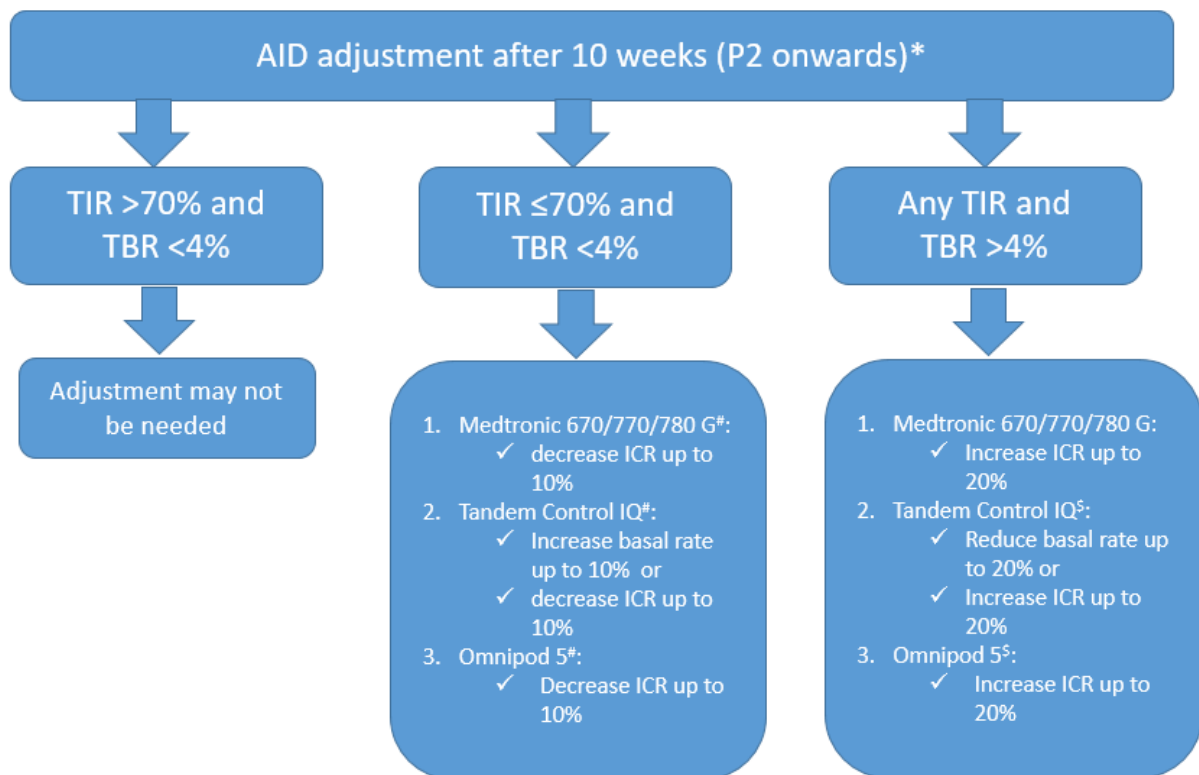 AID adjustment after 10 weeks (P2 onwards)*
TIR >70% and
TBR <4%
Adjustment may not
be needed
TIR ≤70% and
TBR <4%
1. Medtronic 670/770/780 G#:
✓ decrease ICR up to
10%
2. Tandem Control IQ#:
✓ Increase basal rate
up to 10% or
✓ decrease ICR up to
10%
3. Omnipod 5#:
✓ Decrease ICR up to
10%
Any TIR and
TBR >4%
1. Medtronic 670/770/780 G:
✓ Increase ICR up to
20%
2. Tandem Control IQ$:
✓ Reduce basal rate up
to 20% or
✓ Increase ICR up to
20%
3. Omnipod 5$:
✓ Increase ICR up to
20%